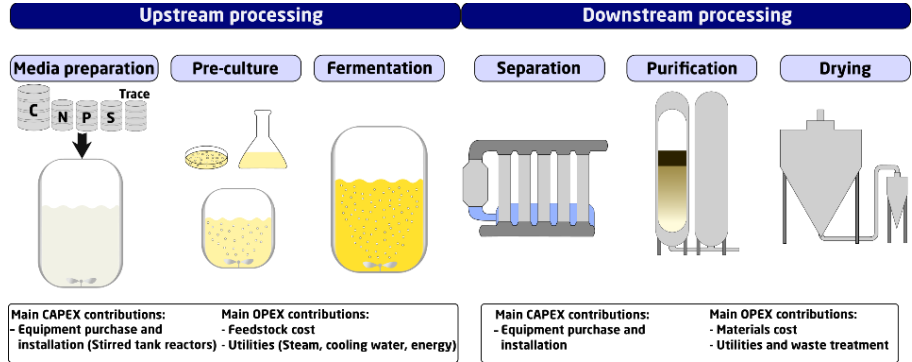 Upstream processing
Downstream processing
Media preparation
Pre-culture
Fermentation
Separation
Purification
Drying
Trace
C
N
P
S
Main CAPEX contributions:
- Equipment purchase and
installation (Stirred tank reactors)
Main OPEX contributions:
- Feedstock cost
- Utilities (Steam, cooling water, energy)
Main CAPEX contributions:
- Equipment purchase and
installation
Main OPEX contributions:
- Materials cost
- Utilities and waste treatment